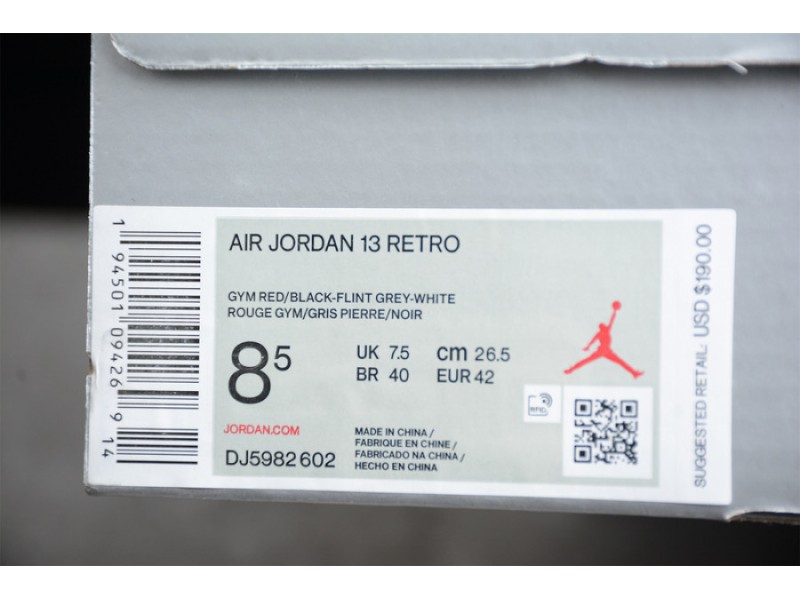 AIR JORDAN 13 RETRO
GYM RED/BLACK-FLINT GREY-WHITE
ROUGE GYM/GRIS PIERRE/NOIR
8⁵
UK 7.5 cm 26.5
BR 40 EUR 42
RFID
JORDAN.COM
DJ5982 602
MADE IN CHINA /
FABRIQUE EN CHINE /
FABRICADO NA CHINA /
HECHO EN CHINA
1 94501 09426 9 14
SUGGESTED RETAIL: USD $190.00